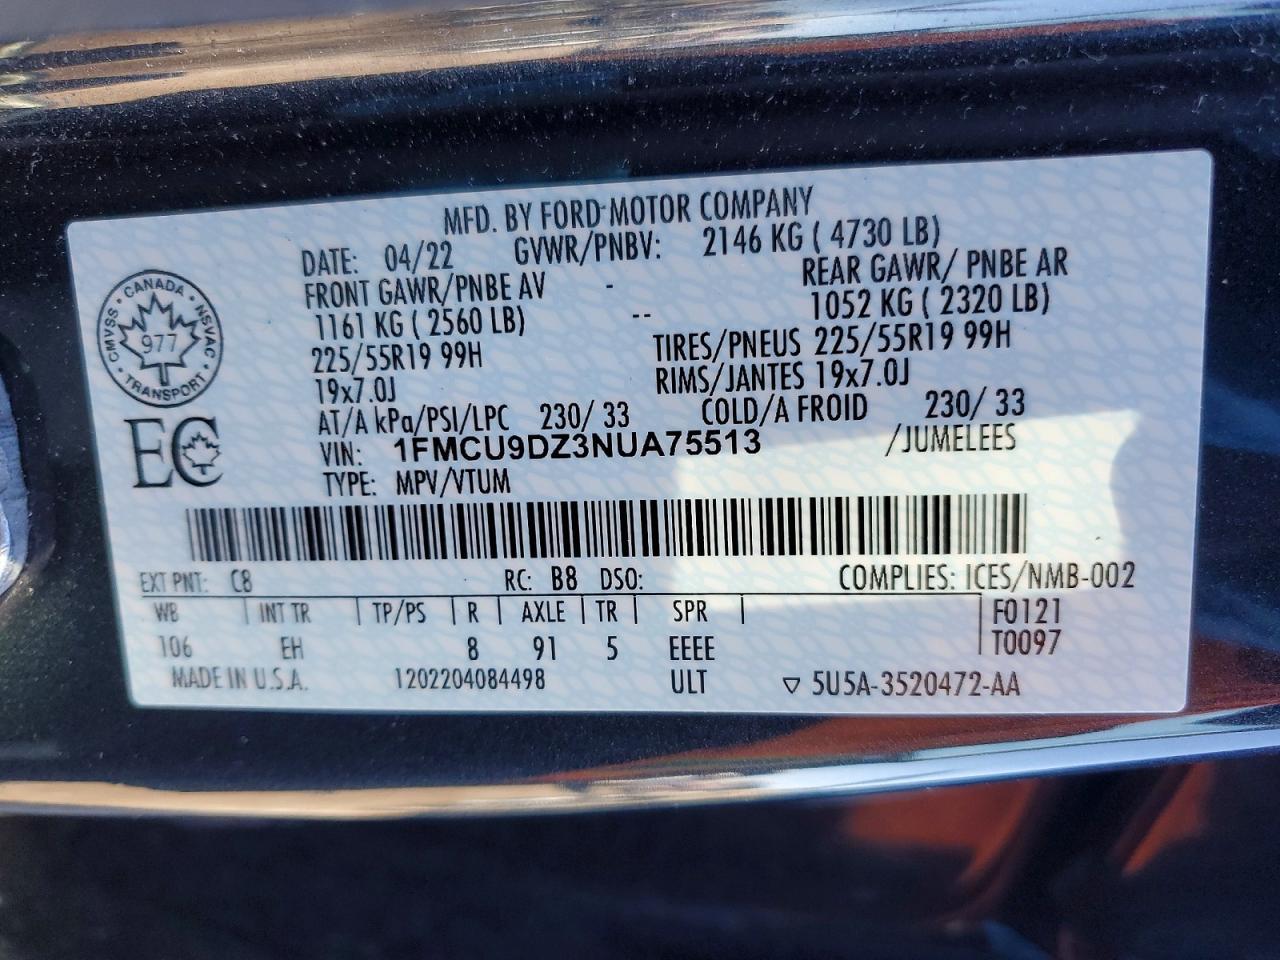 MFD. BY FORD MOTOR COMPANY
DATE: 04/22 GVWR/PNBV: 2146 KG ( 4730 LB)
FRONT GAWR/PNBE AV - REAR GAWR/ PNBE AR
1161 KG ( 2560 LB) -- 1052 KG ( 2320 LB)
225/55R19 99H TIRES/PNEUS 225/55R19 99H
19x7.0J RIMS/JANTES 19x7.0J
AT/A kPa/PSI/LPC 230/ 33 COLD/A FROID 230/ 33
VIN: 1FMCU9DZ3NUA75513 /JUMELEES
TYPE: MPV/VTUM
CANADA
CMVSS • NSVAC
977
TRANSPORT
EC
EXT PNT: C8 RC: B8 DSO: COMPLIES: ICES/NMB-002
WB | INT TR | TP/PS | R | AXLE | TR | SPR | F0121
106 EH 8 91 5 EEEE T0097
MADE IN U.S.A. 1202204084498 ULT ▽ 5U5A-3520472-AA